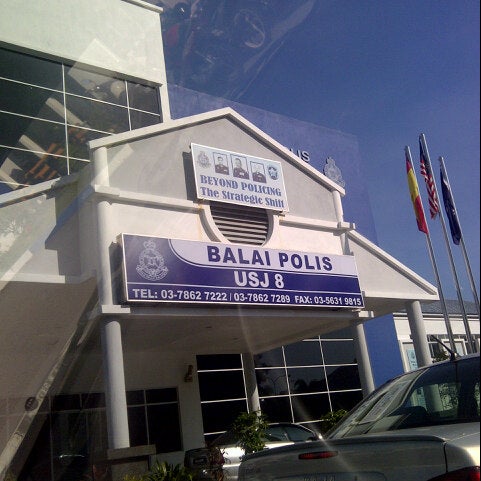 POLIS
BEYOND POLICING
The Strategic Shift
BALAI POLIS
USJ 8
TEL: 03-7862 7222 / 03-7862 7289 FAX: 03-5631 9815